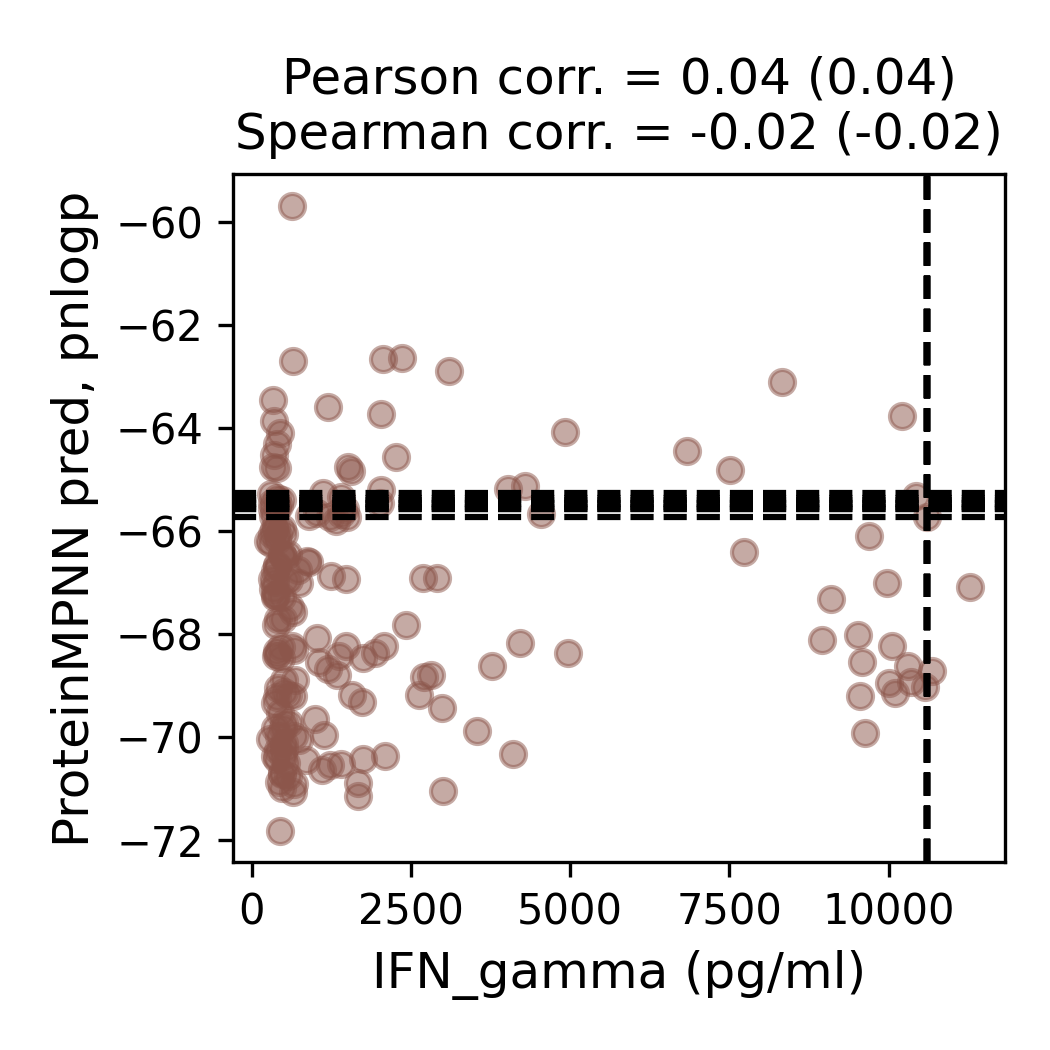 Pearson corr. = 0.04 (0.04)
Spearman corr. = -0.02 (-0.02)
ProteinMPNN pred, pnlogp
−60
−62
−64
−66
−68
−70
−72
0 2500 5000 7500 10000
IFN_gamma (pg/ml)